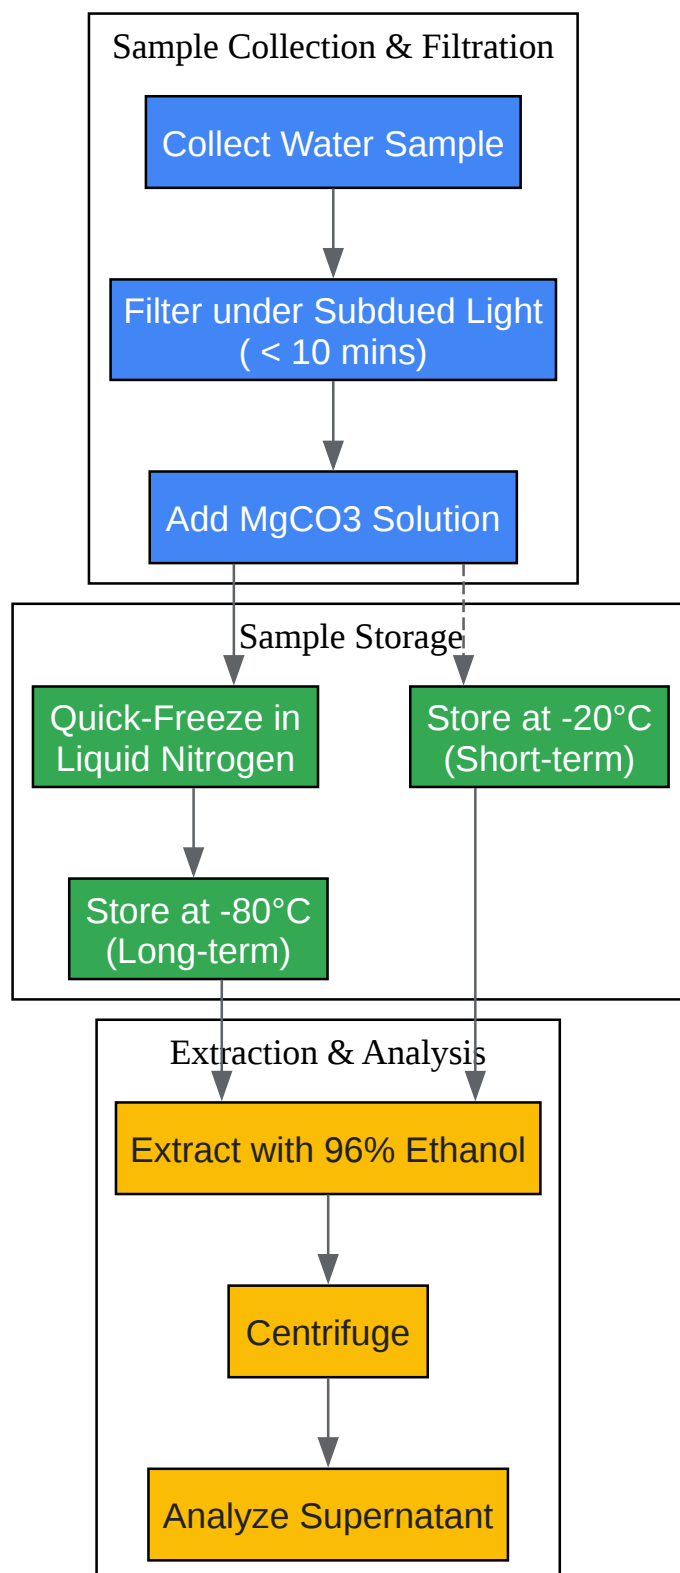 Sample Collection & Filtration
Collect Water Sample
Filter under Subdued Light
( < 10 mins)
Add MgCO3 Solution
Sample Storage
Quick-Freeze in
Liquid Nitrogen
Store at -20°C
(Short-term)
Store at -80°C
(Long-term)
Extraction & Analysis
Extract with 96% Ethanol
Centrifuge
Analyze Supernatant